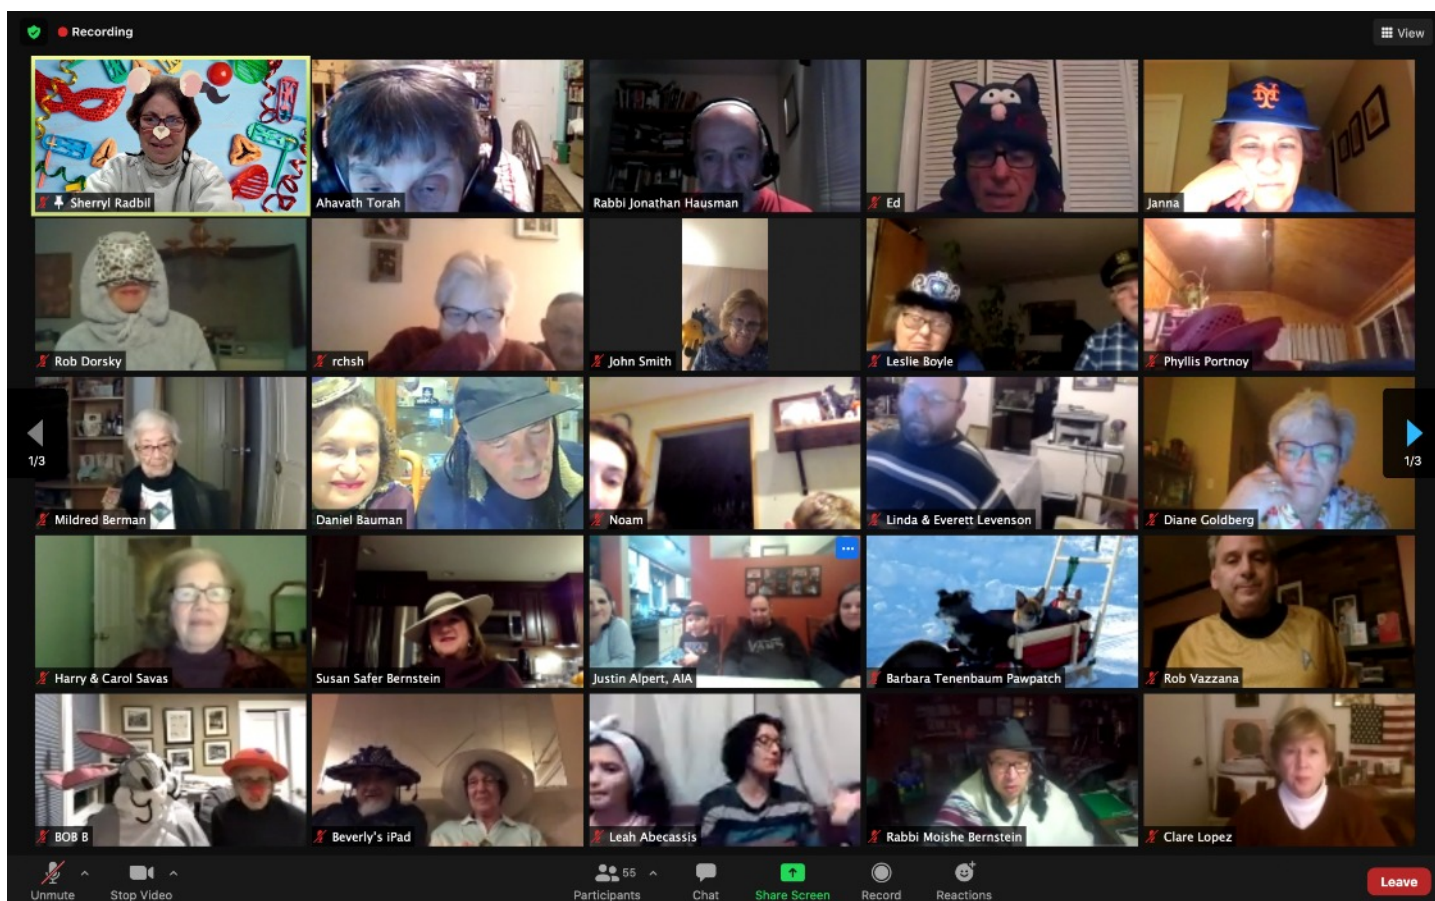 Recording
View
Sherryl Radbil
Ahavath Torah
Rabbi Jonathan Hausman
Ed
Janna
Rob Dorsky
rchsh
John Smith
Leslie Boyle
Phyllis Portnoy
1/3
1/3
Mildred Berman
Daniel Bauman
Noam
Linda & Everett Levenson
Diane Goldberg
Harry & Carol Savas
Susan Safer Bernstein
VANS
Justin Alpert, AIA
Barbara Tenenbaum Pawpatch
Rob Vazzana
BOB B
Beverly's iPad
Leah Abecassis
Rabbi Moishe Bernstein
Clare Lopez
55
Unmute
Stop Video
Participants
Chat
Share Screen
Record
Reactions
Leave